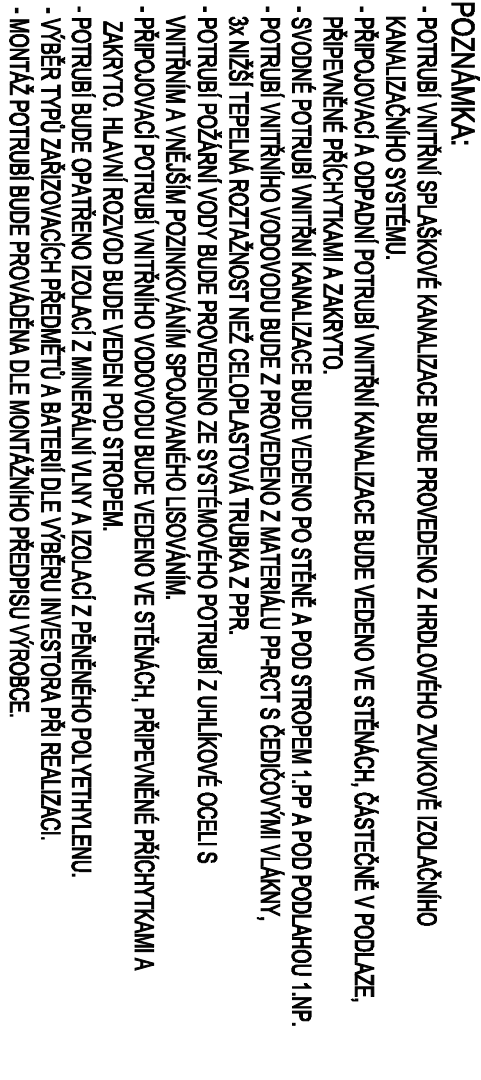 POZNÁMKA:
- POTRUBÍ VNITŘNÍ SPLAŠKOVÉ KANALIZACE BUDE PROVEDENO Z HRDLOVÉHO ZVUKOVĚ IZOLAČNÍHO
KANALIZAČNÍHO SYSTÉMU.
- PŘIPOJOVACÍ A ODPADNÍ POTRUBÍ VNITŘNÍ KANALIZACE BUDE VEDENO VE STĚNÁCH, ČÁSTEČNĚ V PODLAZE,
PŘIPEVNĚNÉ PŘÍCHYTKAMI A ZAKRYTO.
- SVODNÉ POTRUBÍ VNITŘNÍ KANALIZACE BUDE VEDENO PO STĚNĚ A POD STROPEM 1.PP A POD PODLAHOU 1.NP.
- POTRUBÍ VNITŘNÍHO VODOVODU BUDE Z PROVEDENO Z MATERIÁLU PP-RCT S ČEDIČOVÝMI VLÁKNY,
3x NIŽŠÍ TEPELNÁ ROZTAŽNOST NEŽ CELOPLASTOVÁ TRUBKA Z PPR.
- POTRUBÍ POŽÁRNÍ VODY BUDE PROVEDENO ZE SYSTÉMOVÉHO POTRUBÍ Z UHLÍKOVÉ OCELI S
VNITŘNÍM A VNĚJŠÍM POZINKOVÁNÍM SPOJOVANÉHO LISOVÁNÍM.
- PŘIPOJOVACÍ POTRUBÍ VNITŘNÍHO VODOVODU BUDE VEDENO VE STĚNÁCH, PŘIPEVNĚNÉ PŘÍCHYTKAMI A
ZAKRYTO. HLAVNÍ ROZVOD BUDE VEDEN POD STROPEM.
- POTRUBÍ BUDE OPATŘENO IZOLACÍ Z MINERÁLNÍ VLNY A IZOLACÍ Z PĚNĚNÉHO POLYETHYLENU.
- VÝBĚR TYPŮ ZAŘIZOVACÍCH PŘEDMĚTŮ A BATERIÍ DLE VÝBĚRU INVESTORA PŘI REALIZACI.
- MONTÁŽ POTRUBÍ BUDE PROVÁDĚNA DLE MONTÁŽNÍHO PŘEDPISU VÝROBCE.